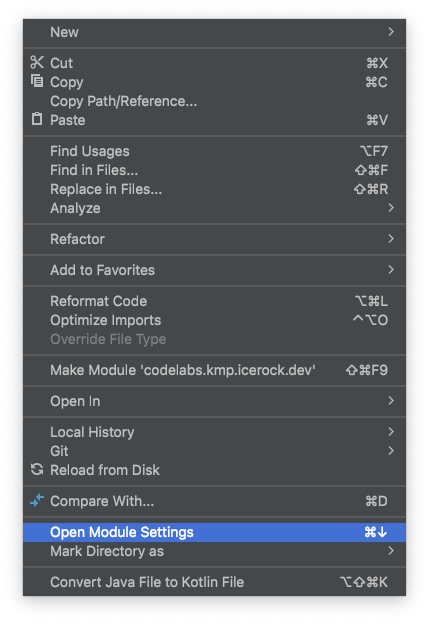 New
Cut ⌘X
Copy ⌘C
Copy Path/Reference...
Paste ⌘V
Find Usages ⌥F7
Find in Files... ⇧⌘F
Replace in Files... ⇧⌘R
Analyze
Refactor
Add to Favorites
Reformat Code ⌥⌘L
Optimize Imports ^⌥O
Override File Type
Make Module 'codelabs.kmp.icerock.dev' ⇧⌘F9
Open In
Local History
Git
Reload from Disk
Compare With... ⌘D
Open Module Settings ⌘↓
Mark Directory as
Convert Java File to Kotlin File ⌥⇧⌘K